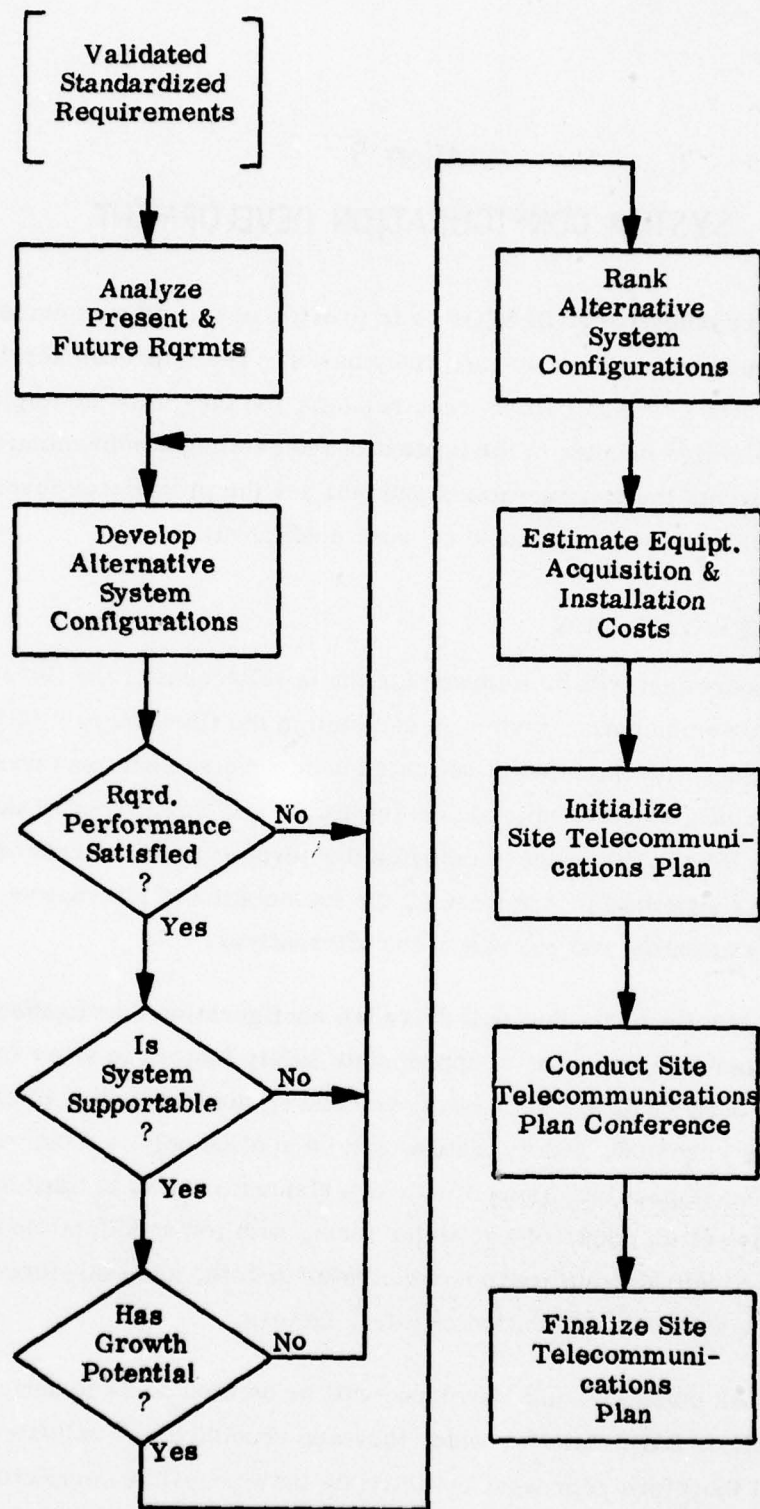 Validated
Standardized
Requirements
Analyze
Present &
Future Rqrmts
Develop
Alternative
System
Configurations
Rqrd.
Performance
Satisfied
?
No
Yes
Is
System
Supportable
?
No
Yes
Has
Growth
Potential
?
No
Yes
Rank
Alternative
System
Configurations
Estimate Equipt.
Acquisition &
Installation
Costs
Initialize
Site Telecommuni-
cations Plan
Conduct Site
Telecommunications
Plan Conference
Finalize Site
Telecommuni-
cations
Plan